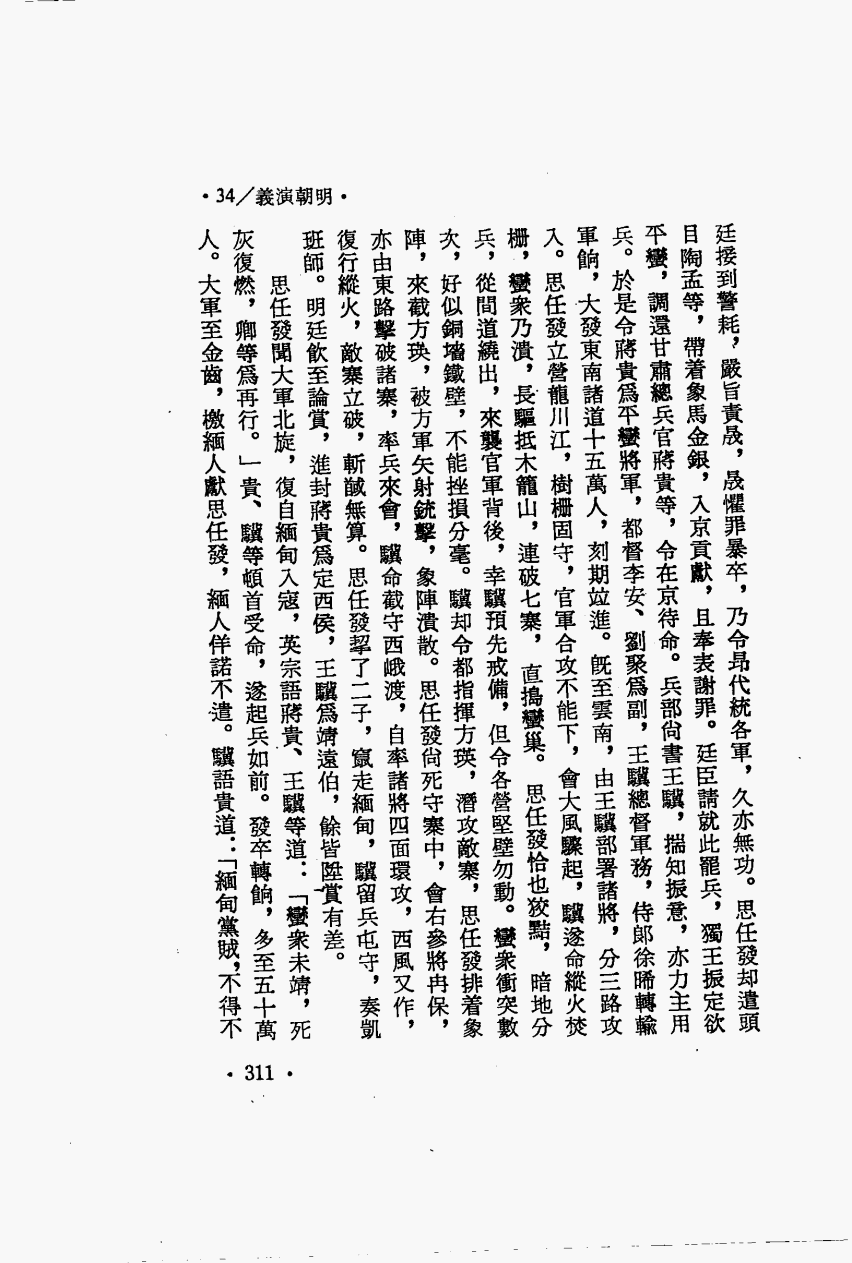 ·明朝演義／34·
廷接到警耗，嚴旨責晟，晟懼罪暴卒，乃令昂代統各軍，久亦無功。思任發却遣頭
目陶孟等，帶着象馬金銀，入京貢獻，且奉表謝罪。廷臣請就此罷兵，獨王振定欲
平蠻，調還甘肅總兵官蔣貴等，令在京待命。兵部尙書王驥，揣知振意，亦力主用
兵。於是令蔣貴爲平蠻將軍，都督李安、劉聚爲副，王驥總督軍務，侍郞徐晞轉輸
軍餉，大發東南諸道十五萬人，刻期竝進。旣至雲南，由王驥部署諸將，分三路攻
入。思任發立營龍川江，樹栅固守，官軍合攻不能下，會大風驟起，驥遂命縱火焚
栅，蠻衆乃潰，長驅抵木籠山，連破七寨，直搗蠻巢。思任發恰也狡黠，暗地分
兵，從間道繞出，來襲官軍背後，幸驥預先戒備，但令各營堅壁勿動。蠻衆衝突數
次，好似銅墻鐵壁，不能挫損分毫。驥却令都指揮方瑛，潛攻敵寨，思任發排着象
陣，來截方瑛，被方軍矢射銃擊，象陣潰散。思任發尙死守寨中，會右參將冉保，
亦由東路擊破諸寨，率兵來會，驥命截守西峨渡，自率諸將四面環攻，西風又作，
復行縱火，敵寨立破，斬馘無算。思任發挈了二子，竄走緬甸，驥留兵屯守，奏凱
班師。明廷飮至論賞，進封蔣貴爲定西侯，王驥爲靖遠伯，餘皆陞賞有差。
思任發聞大軍北旋，復自緬甸入寇，英宗語蔣貴、王驥等道：「蠻衆未靖，死
灰復燃，卿等爲再行。」貴、驥等頓首受命，遂起兵如前。發卒轉餉，多至五十萬
人。大軍至金齒，檄緬人獻思任發，緬人佯諾不遣。驥語貴道：「緬甸黨賊，不得不
·311·